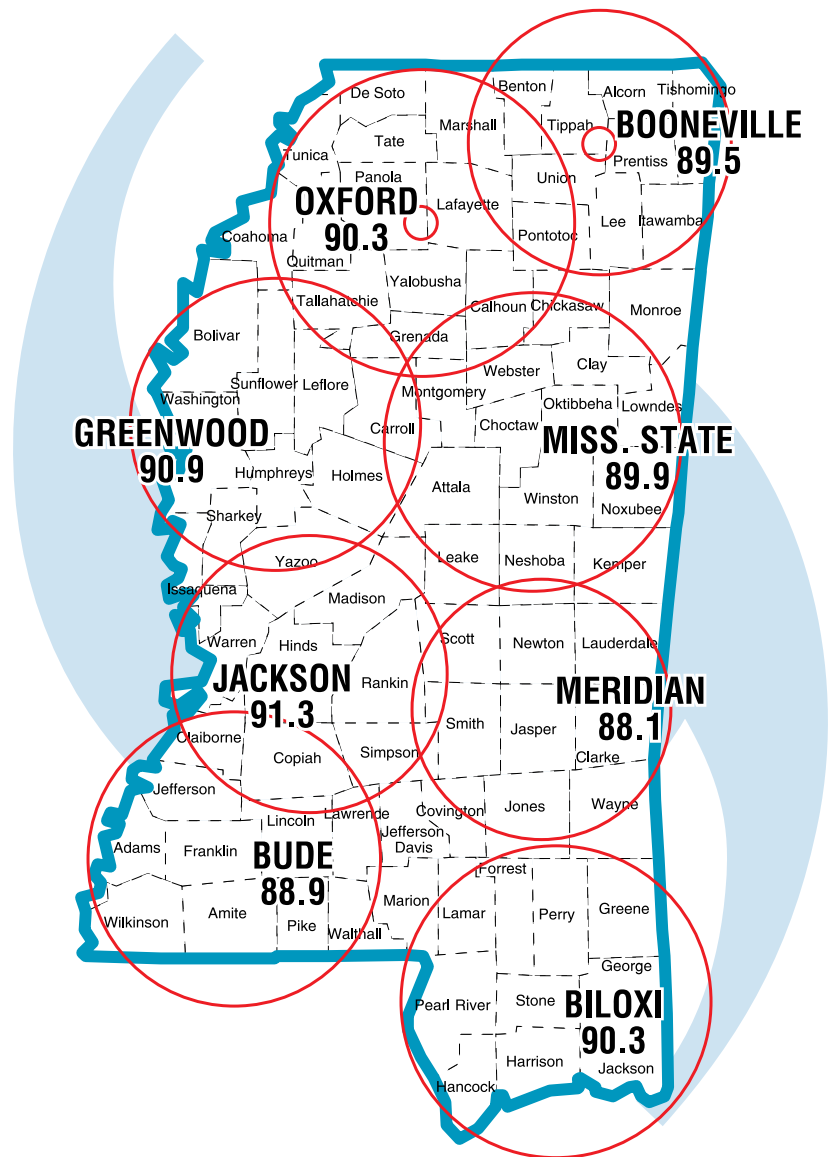 Benton
Alcorn
Tishomingo
De Soto
Marshall
Tippah
BOONEVILLE
89.5
Tate
Tunica
Prentiss
Panola
Union
OXFORD
90.3
Lafayette
Lee
Itawamba
Coahoma
Pontotoc
Quitman
Yalobusha
Tallahatchie
Calhoun
Chickasaw
Monroe
Bolivar
Grenada
Webster
Clay
Sunflower
Leflore
Montgomery
Washington
Oktibbeha
Lowndes
Carroll
Choctaw
GREENWOOD
90.9
MISS. STATE
89.9
Humphreys
Holmes
Attala
Winston
Noxubee
Sharkey
Yazoo
Leake
Neshoba
Kemper
Issaquena
Madison
Warren
Hinds
Scott
Newton
Lauderdale
JACKSON
91.3
Rankin
MERIDIAN
88.1
Smith
Jasper
Claiborne
Copiah
Simpson
Clarke
Jefferson
Lincoln
Lawrence
Covington
Jones
Wayne
Jefferson
Davis
Adams
Franklin
BUDE
88.9
Forrest
Marion
Lamar
Perry
Greene
Wilkinson
Amite
Pike
Walthall
George
Pearl River
Stone
BILOXI
90.3
Harrison
Jackson
Hancock